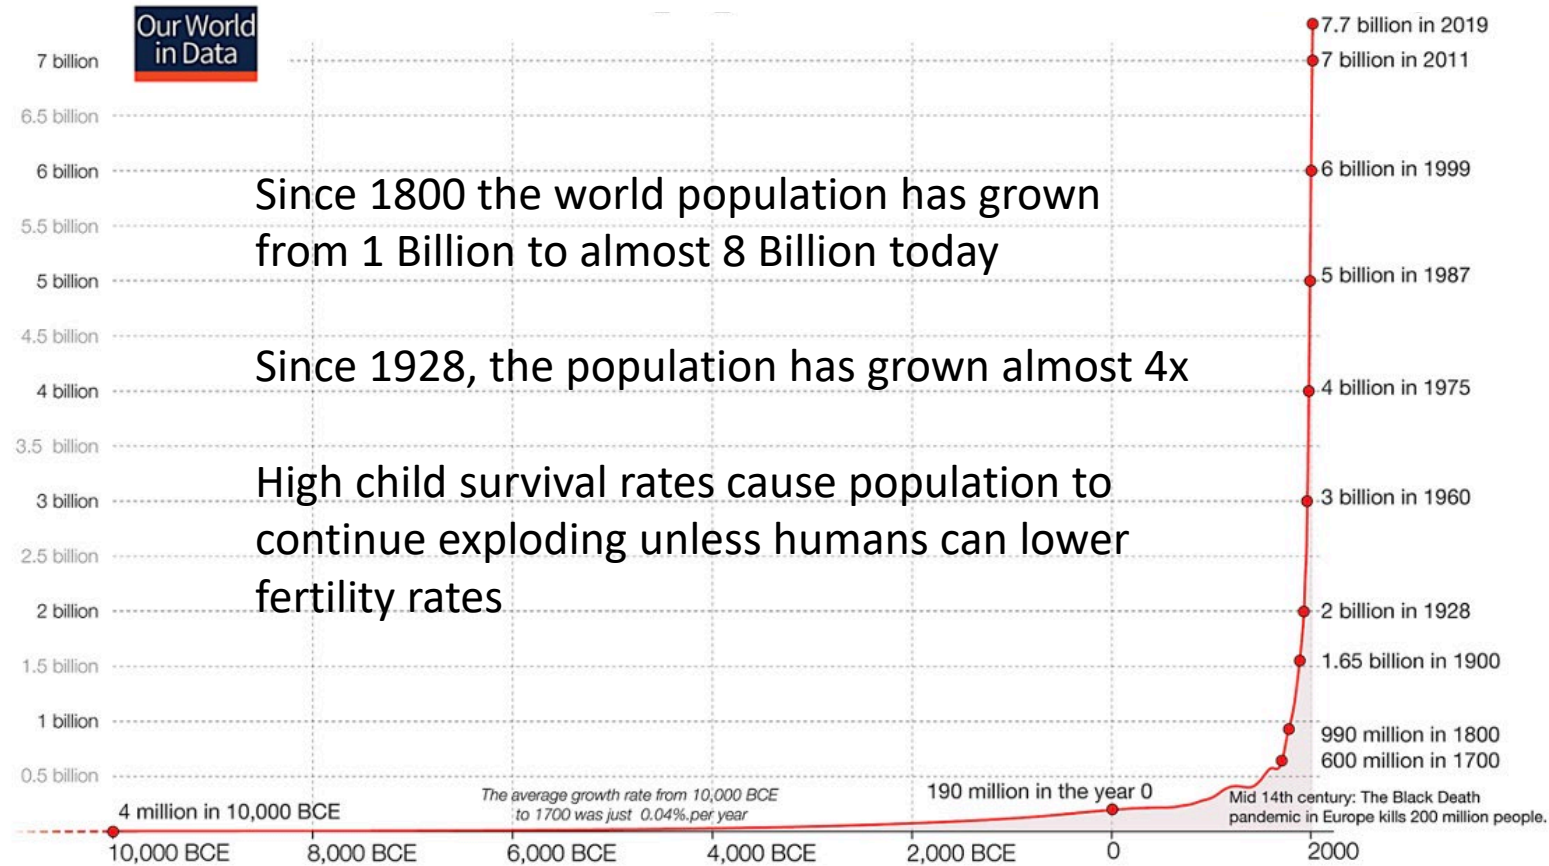 Our World
in Data
7.7 billion in 2019
7 billion
7 billion in 2011
6.5 billion
6 billion
6 billion in 1999
Since 1800 the world population has grown
from 1 Billion to almost 8 Billion today
5.5 billion
5 billion
5 billion in 1987
4.5 billion
Since 1928, the population has grown almost 4x
4 billion
4 billion in 1975
3.5 billion
High child survival rates cause population to
continue exploding unless humans can lower
fertility rates
3 billion
3 billion in 1960
2.5 billion
2 billion
2 billion in 1928
1.5 billion
1.65 billion in 1900
1 billion
990 million in 1800
600 million in 1700
0.5 billion
4 million in 10,000 BCE
The average growth rate from 10,000 BCE
to 1700 was just 0.04%.per year
190 million in the year 0
Mid 14th century: The Black Death
pandemic in Europe kills 200 million people.
10,000 BCE
8,000 BCE
6,000 BCE
4,000 BCE
2,000 BCE
0
2000